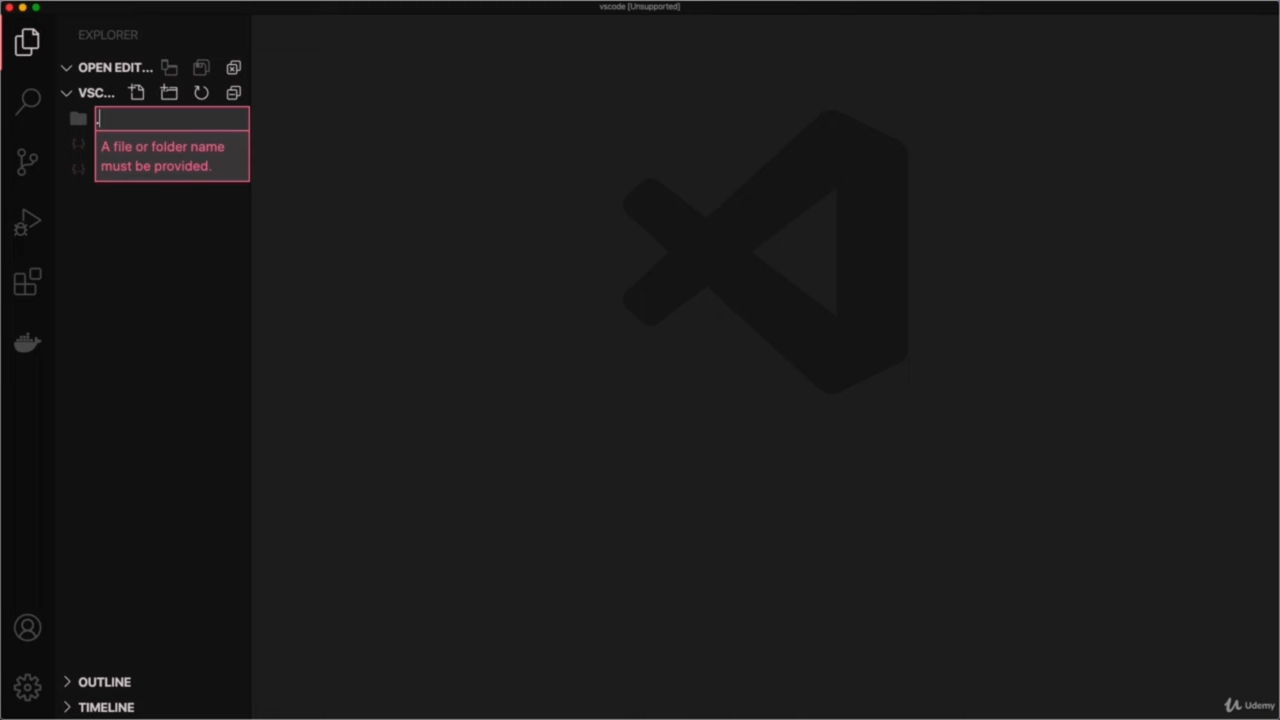 vscode [Unsupported]
EXPLORER
OPEN EDIT...
VSC...
.
A file or folder name
must be provided.
{..}
{..}
OUTLINE
TIMELINE
Udemy